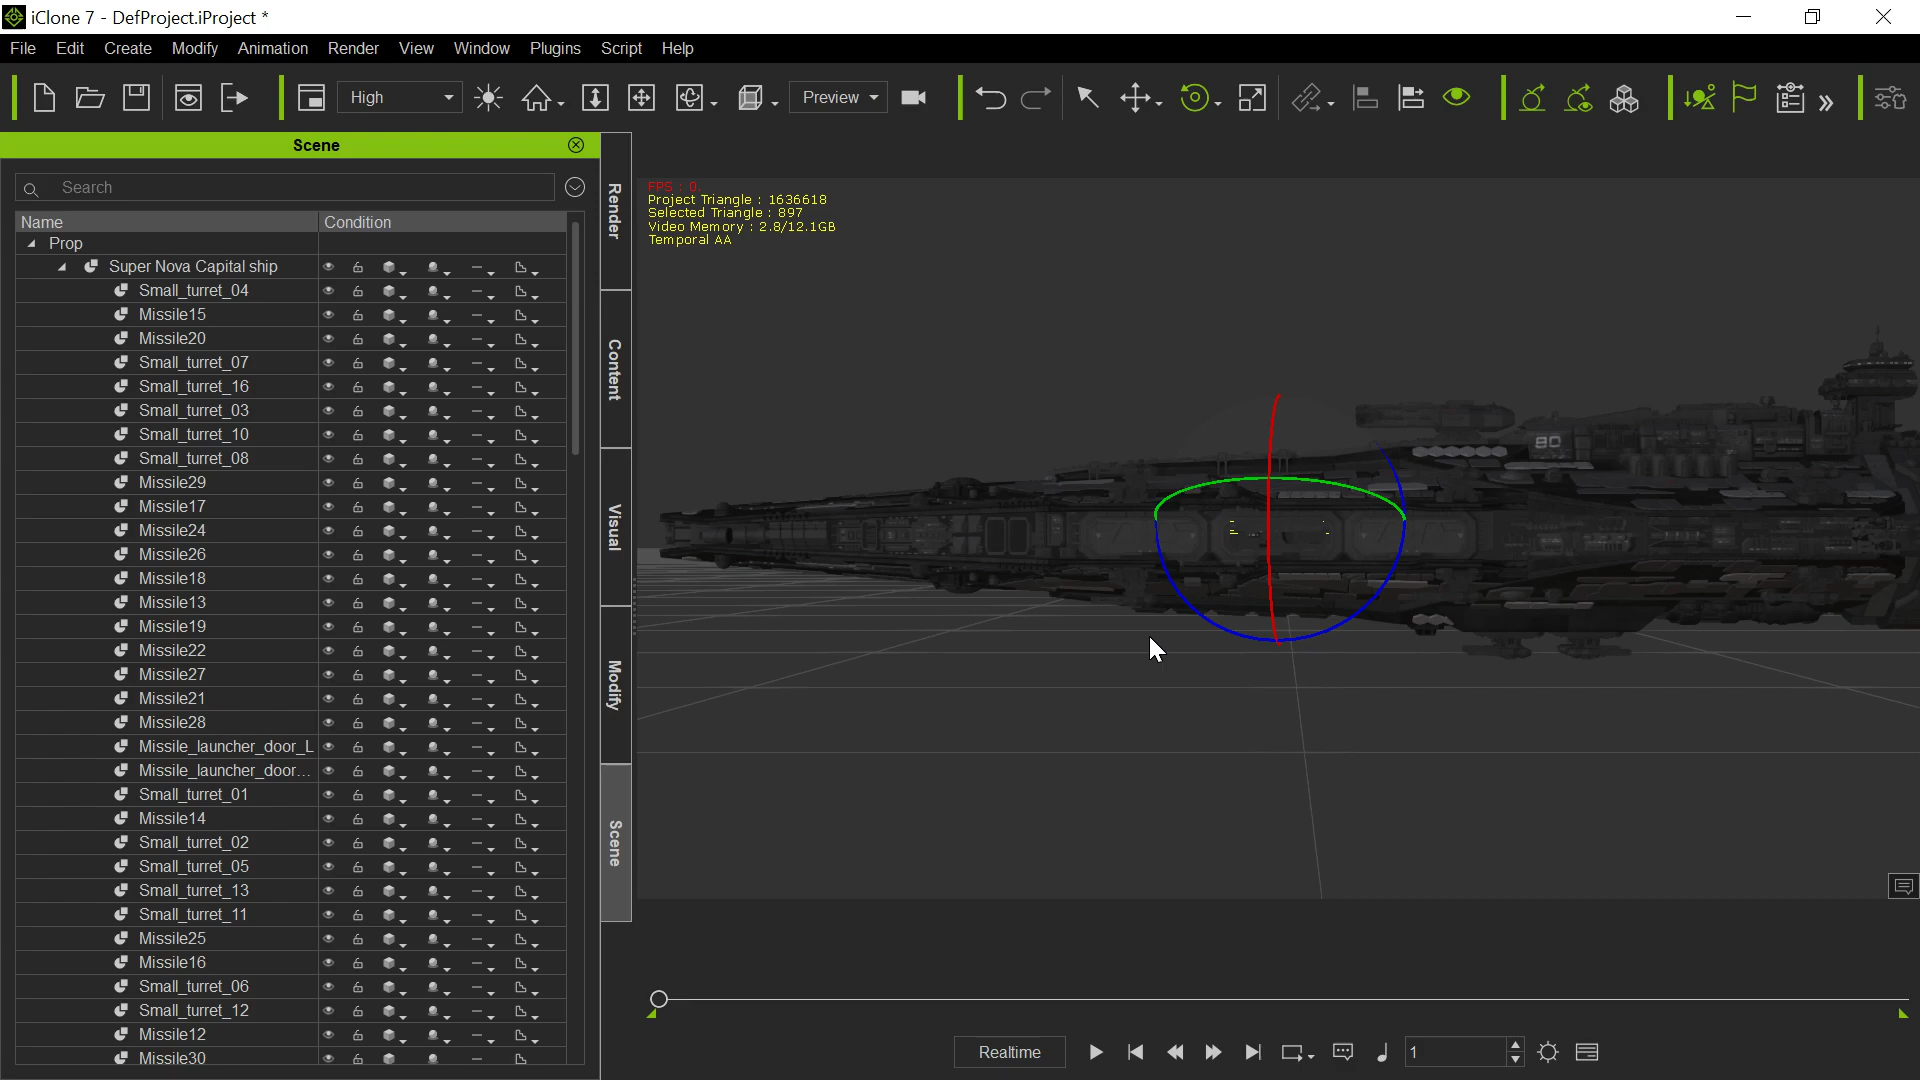 iClone 7 - DefProject.iProject *
File Edit Create Modify Animation Render View Window Plugins Script Help
High
Preview
Scene
Search
Name Condition
Prop
Super Nova Capital ship
Small_turret_04
Missile15
Missile20
Small_turret_07
Small_turret_16
Small_turret_03
Small_turret_10
Small_turret_08
Missile29
Missile17
Missile24
Missile26
Missile18
Missile13
Missile19
Missile22
Missile27
Missile21
Missile28
Missile_launcher_door_L
Missile_launcher_door...
Small_turret_01
Missile14
Small_turret_02
Small_turret_05
Small_turret_13
Small_turret_11
Missile25
Missile16
Small_turret_06
Small_turret_12
Missile12
Missile30
Render
Content
Visual
Modify
Scene
FPS : 0.
Project Triangle : 1636618
Selected Triangle : 897
Video Memory : 2.8/12.1GB
Temporal AA
80
Realtime
1